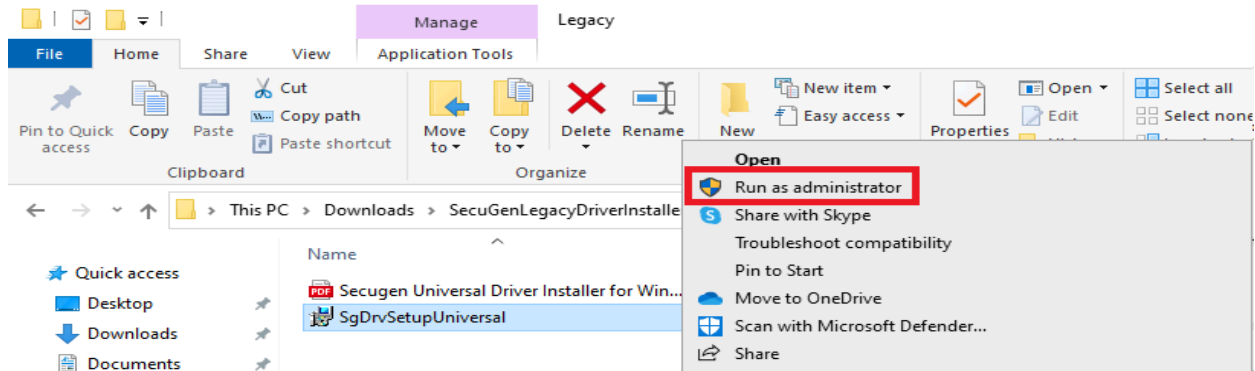 Manage Legacy
File Home Share View Application Tools
Cut
Copy path
Paste shortcut
Pin to Quick access
Copy
Paste
Move to
Copy to
Delete
Rename
New
New item
Easy access
Properties
Open
Edit
Select all
Select none
Clipboard
Organize
Open
Run as administrator
Share with Skype
Troubleshoot compatibility
Pin to Start
Move to OneDrive
Scan with Microsoft Defender...
Share
This PC > Downloads > SecuGenLegacyDriverInstalle
Name
Quick access
Desktop
Downloads
Documents
PDF Secugen Universal Driver Installer for Win...
SgDrvSetupUniversal